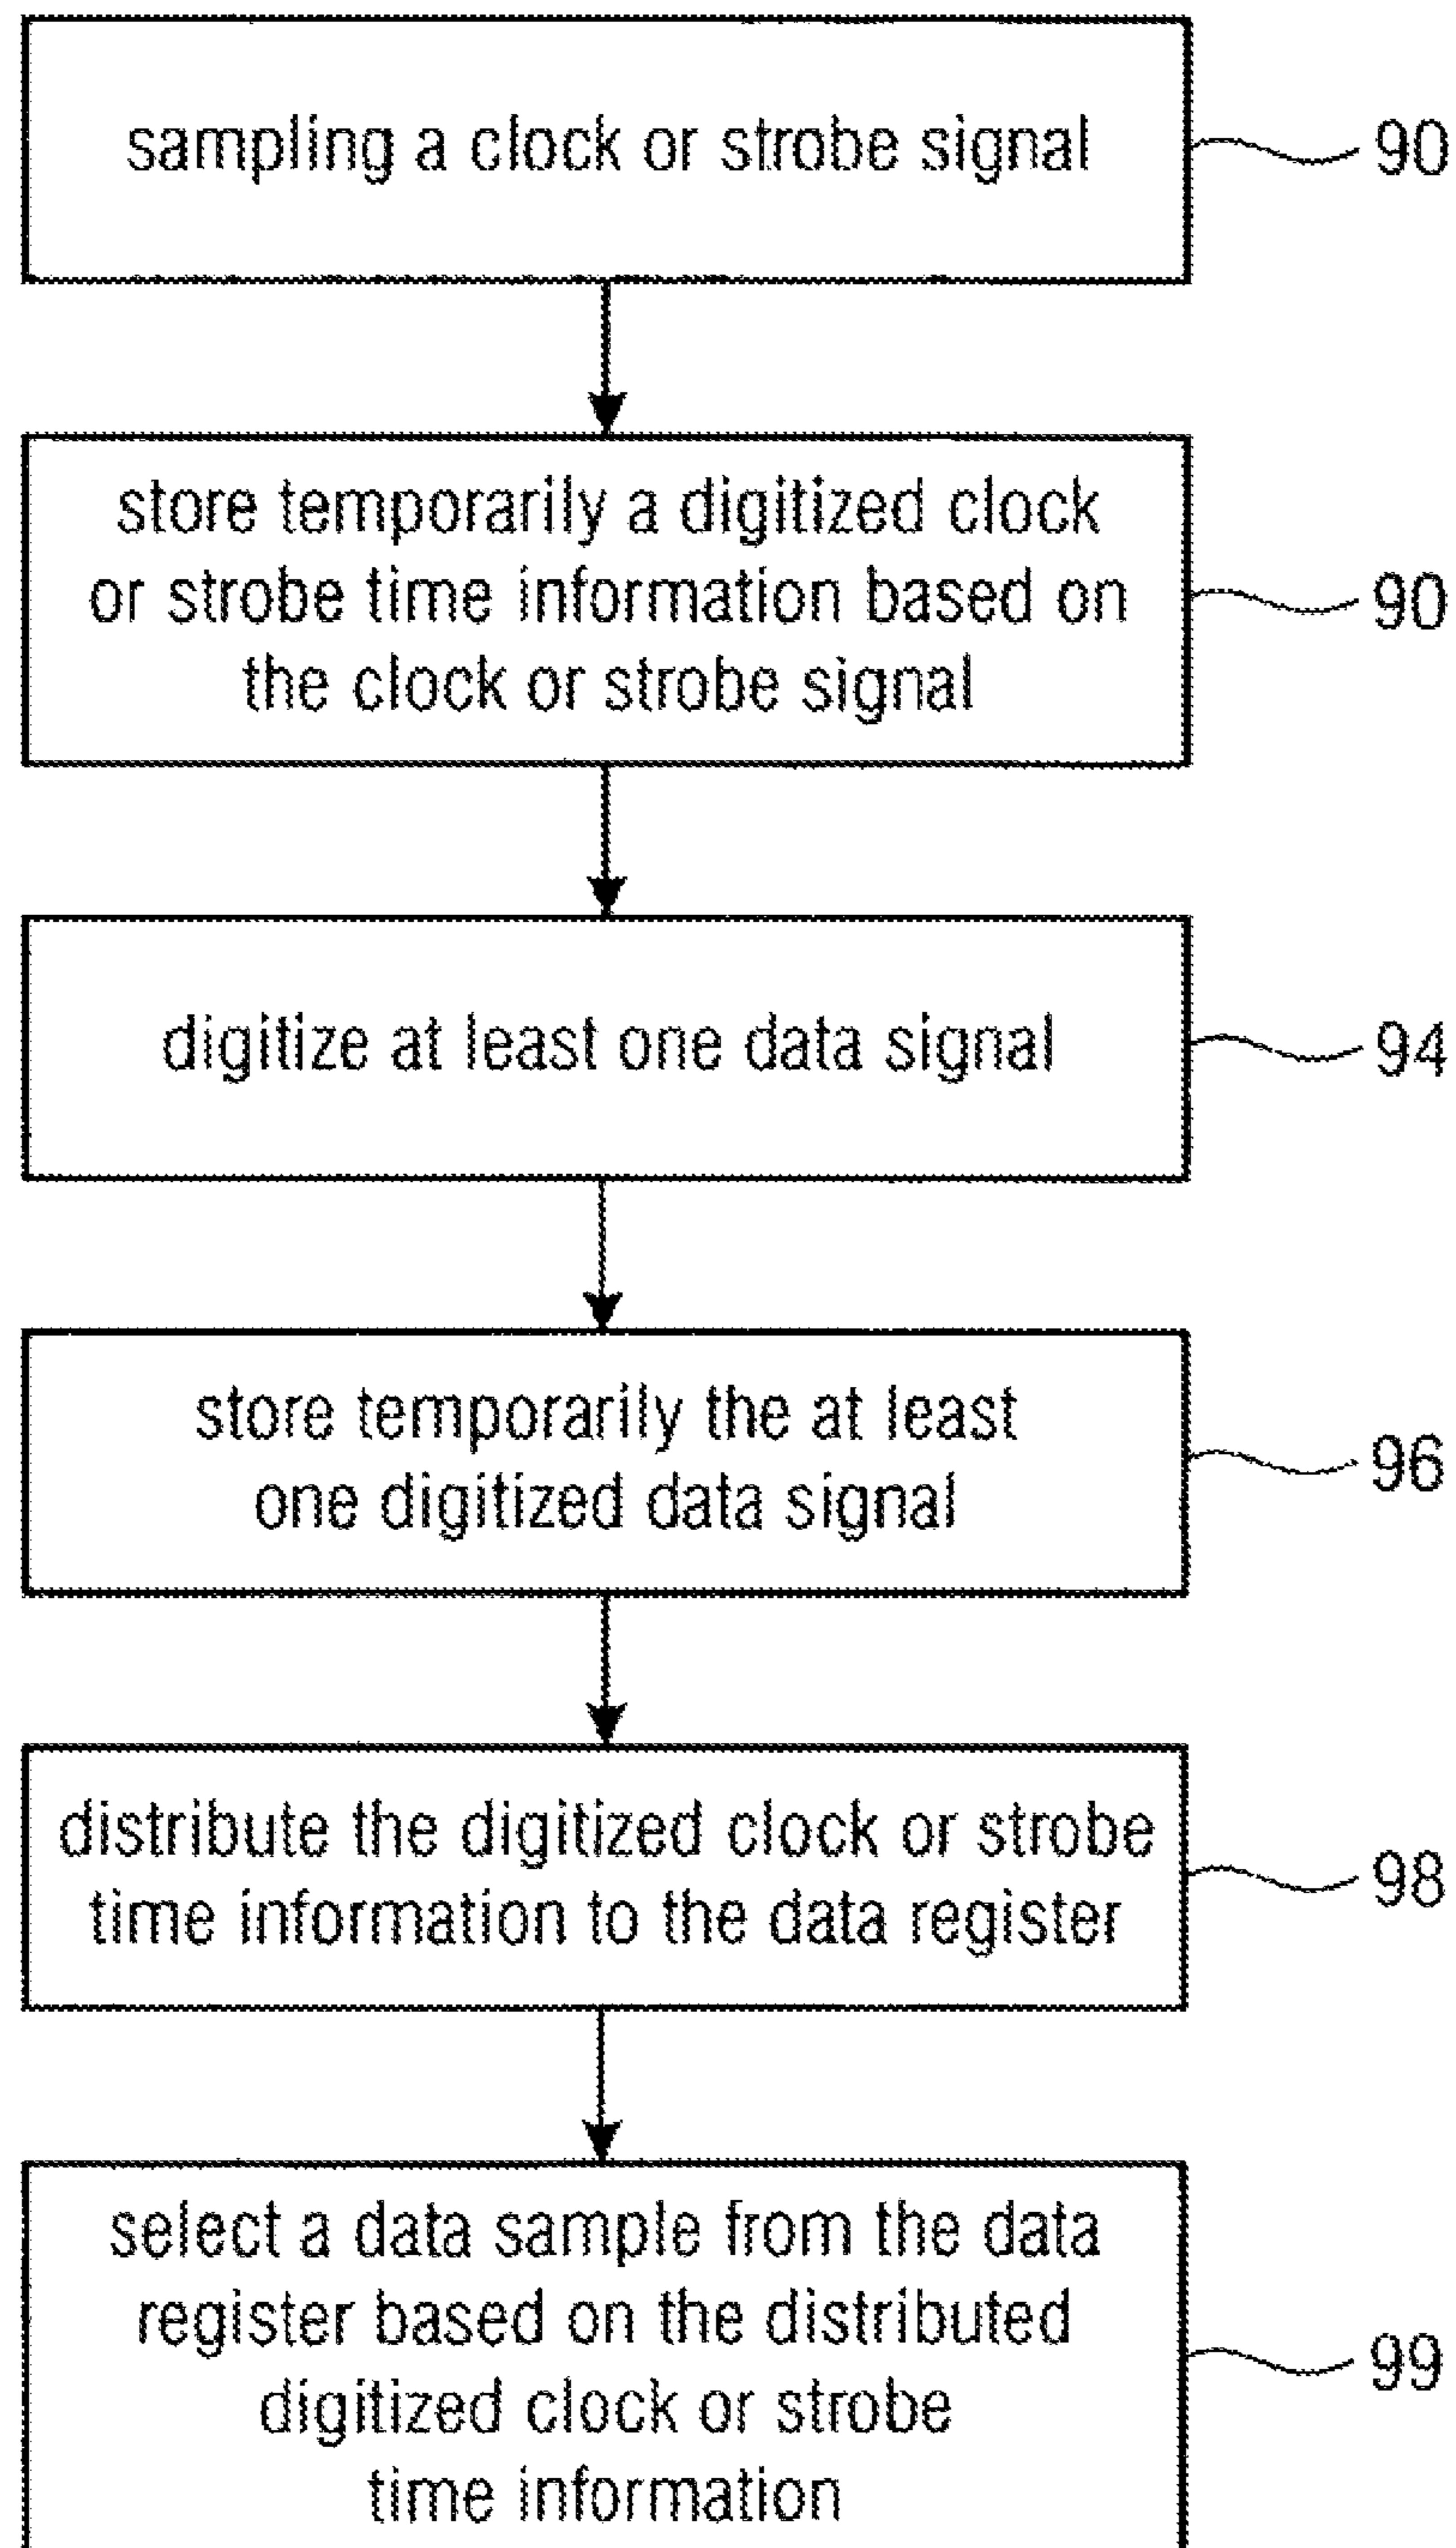 sampling a clock or strobe signal
90
store temporarily a digitized clock
or strobe time information based on
the clock or strobe signal
90
digitize at least one data signal
94
store temporarily the at least
one digitized data signal
96
distribute the digitized clock or strobe
time information to the data register
98
select a data sample from the data
register based on the distributed
digitized clock or strobe
time information
99